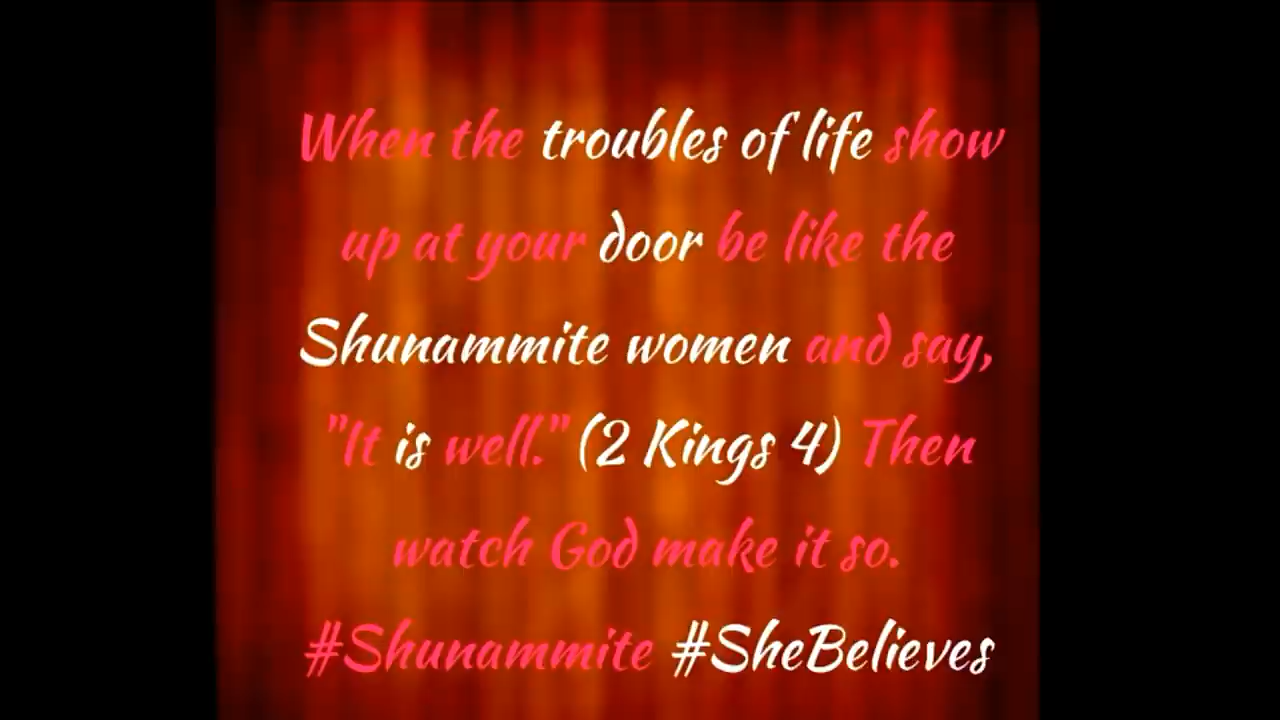 When the troubles of life show
up at your door be like the
Shunammite women and say,
"It is well." (2 Kings 4) Then
watch God make it so.
#Shunammite #SheBelieves